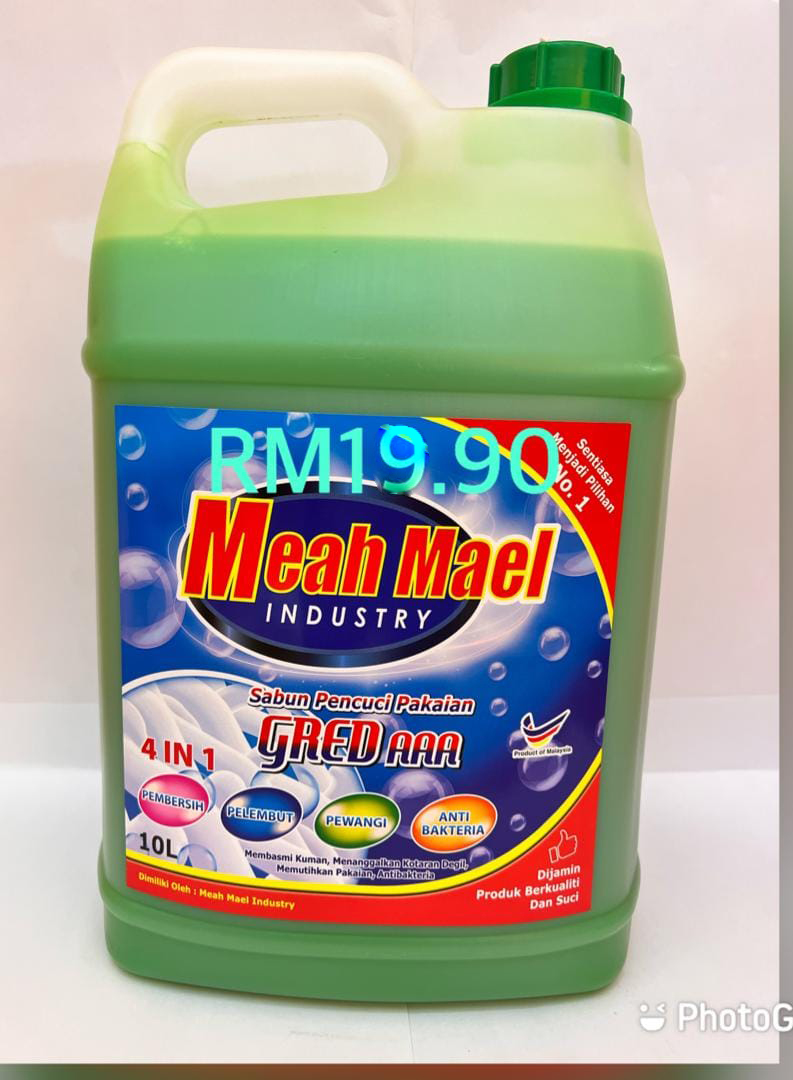 RM19.90
Sentiasa
Menjadi Pilihan
No. 1
Meah Mael
INDUSTRY
Sabun Pencuci Pakaian
GRED AAA
4 IN 1
Product of Malaysia
PEMBERSIH
PELEMBUT
PEWANGI
ANTI
BAKTERIA
10L
Membasmi Kuman, Menanggalkan Kotaran Degil,
Memutihkan Pakaian, Antibakteria
Dijamin
Produk Berkualiti
Dan Suci
Dimiliki Oleh : Meah Mael Industry
PhotoG